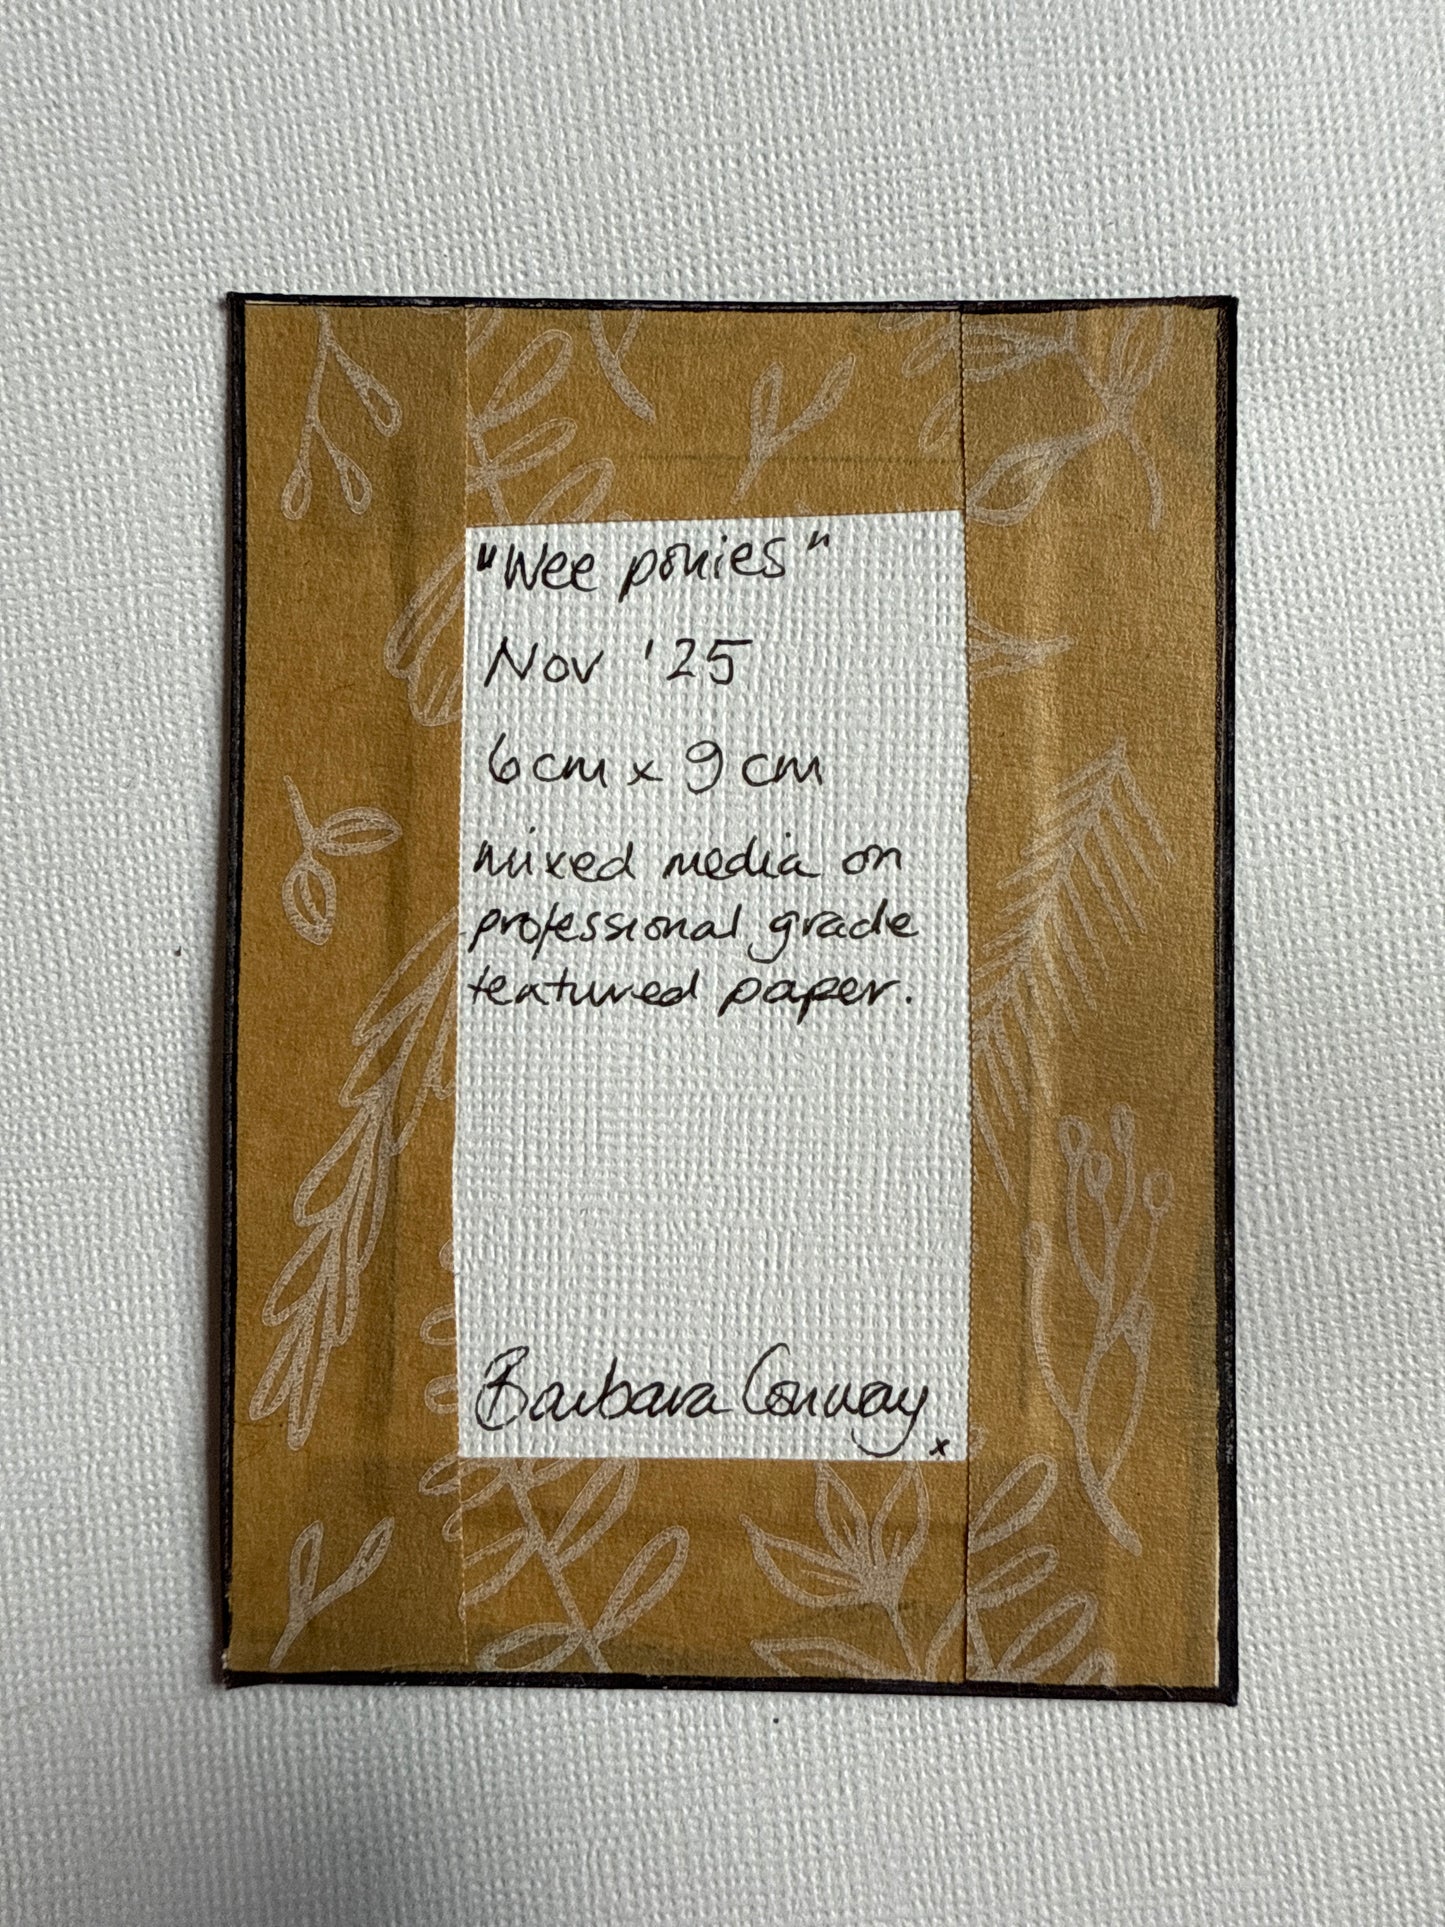 "Wee ponies"
Nov '25
6cm x 9cm
mixed media on
professional grade
textured paper.
Barbara Conway
x